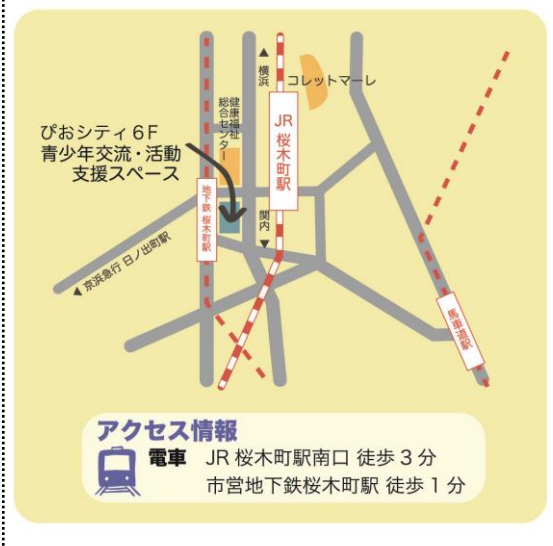 ▲横浜
コレットマーレ
健康福祉
総合センター
JR桜木町駅
ぴおシティ6F
青少年交流・活動
支援スペース
地下鉄 桜木町駅
関内▼
▲京浜急行 日ノ出町駅
馬車道駅
アクセス情報
電車 JR桜木町駅南口 徒歩3分
市営地下鉄桜木町駅 徒歩1分